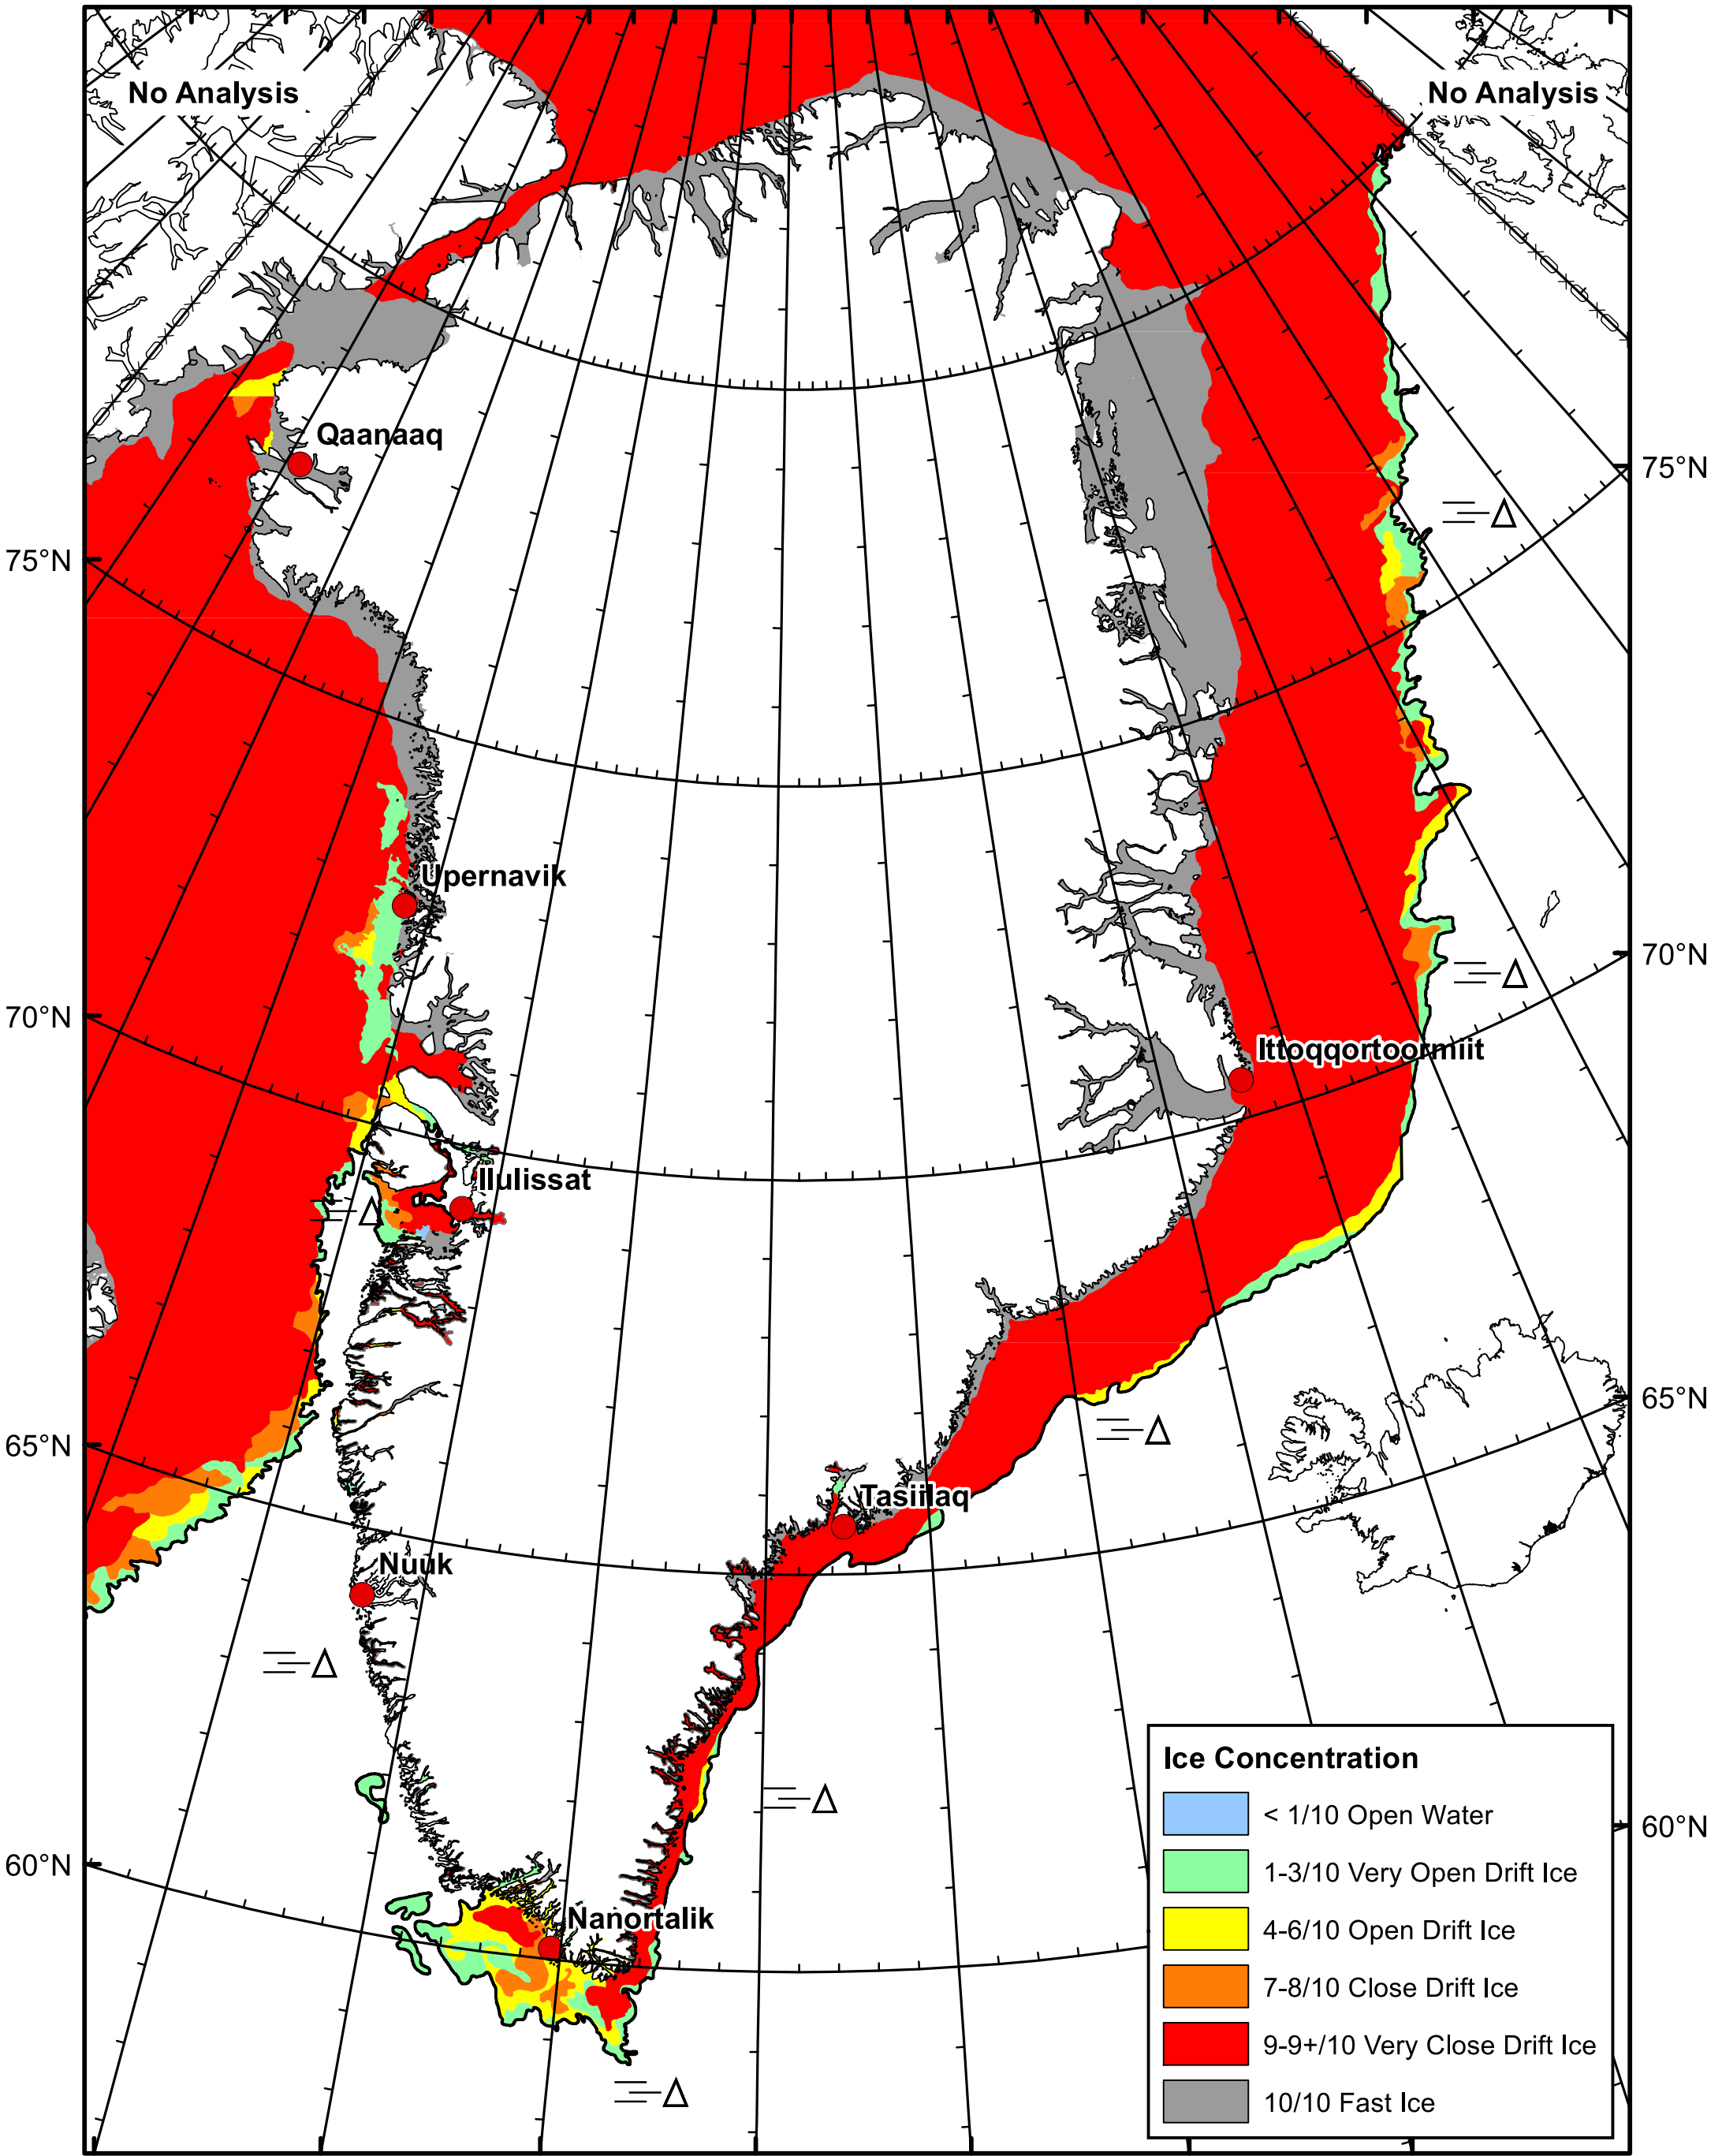 No Analysis
No Analysis
Qaanaaq
75°N
75°N
Upernavik
70°N
70°N
Ittoqqortoormiit
Ilulissat
65°N
65°N
Tasiilaq
Nuuk
Ice Concentration
< 1/10 Open Water
60°N
60°N
1-3/10 Very Open Drift Ice
4-6/10 Open Drift Ice
Nanortalik
7-8/10 Close Drift Ice
9-9+/10 Very Close Drift Ice
10/10 Fast Ice